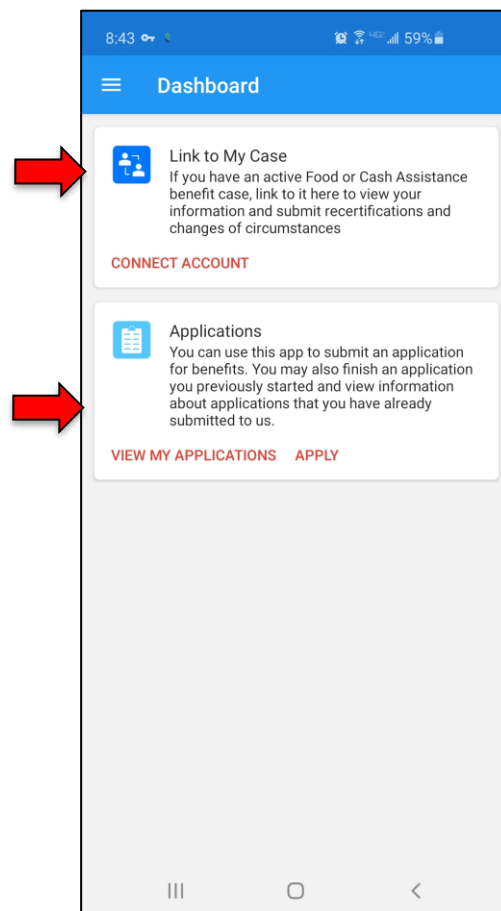 8:43 4GE 59%
Dashboard
Link to My Case
If you have an active Food or Cash Assistance
benefit case, link to it here to view your
information and submit recertifications and
changes of circumstances
CONNECT ACCOUNT
Applications
You can use this app to submit an application
for benefits. You may also finish an application
you previously started and view information
about applications that you have already
submitted to us.
VIEW MY APPLICATIONS APPLY